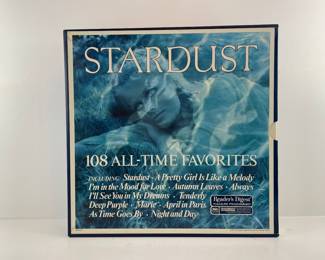 STARDUST
108 ALL-TIME FAVORITES
INCLUDING: Stardust · A Pretty Girl Is Like a Melody
I'm in the Mood for Love · Autumn Leaves · Always
I'll See You in My Dreams · Tenderly
Deep Purple · Marie · April in Paris
As Time Goes By · Night and Day
Reader's Digest